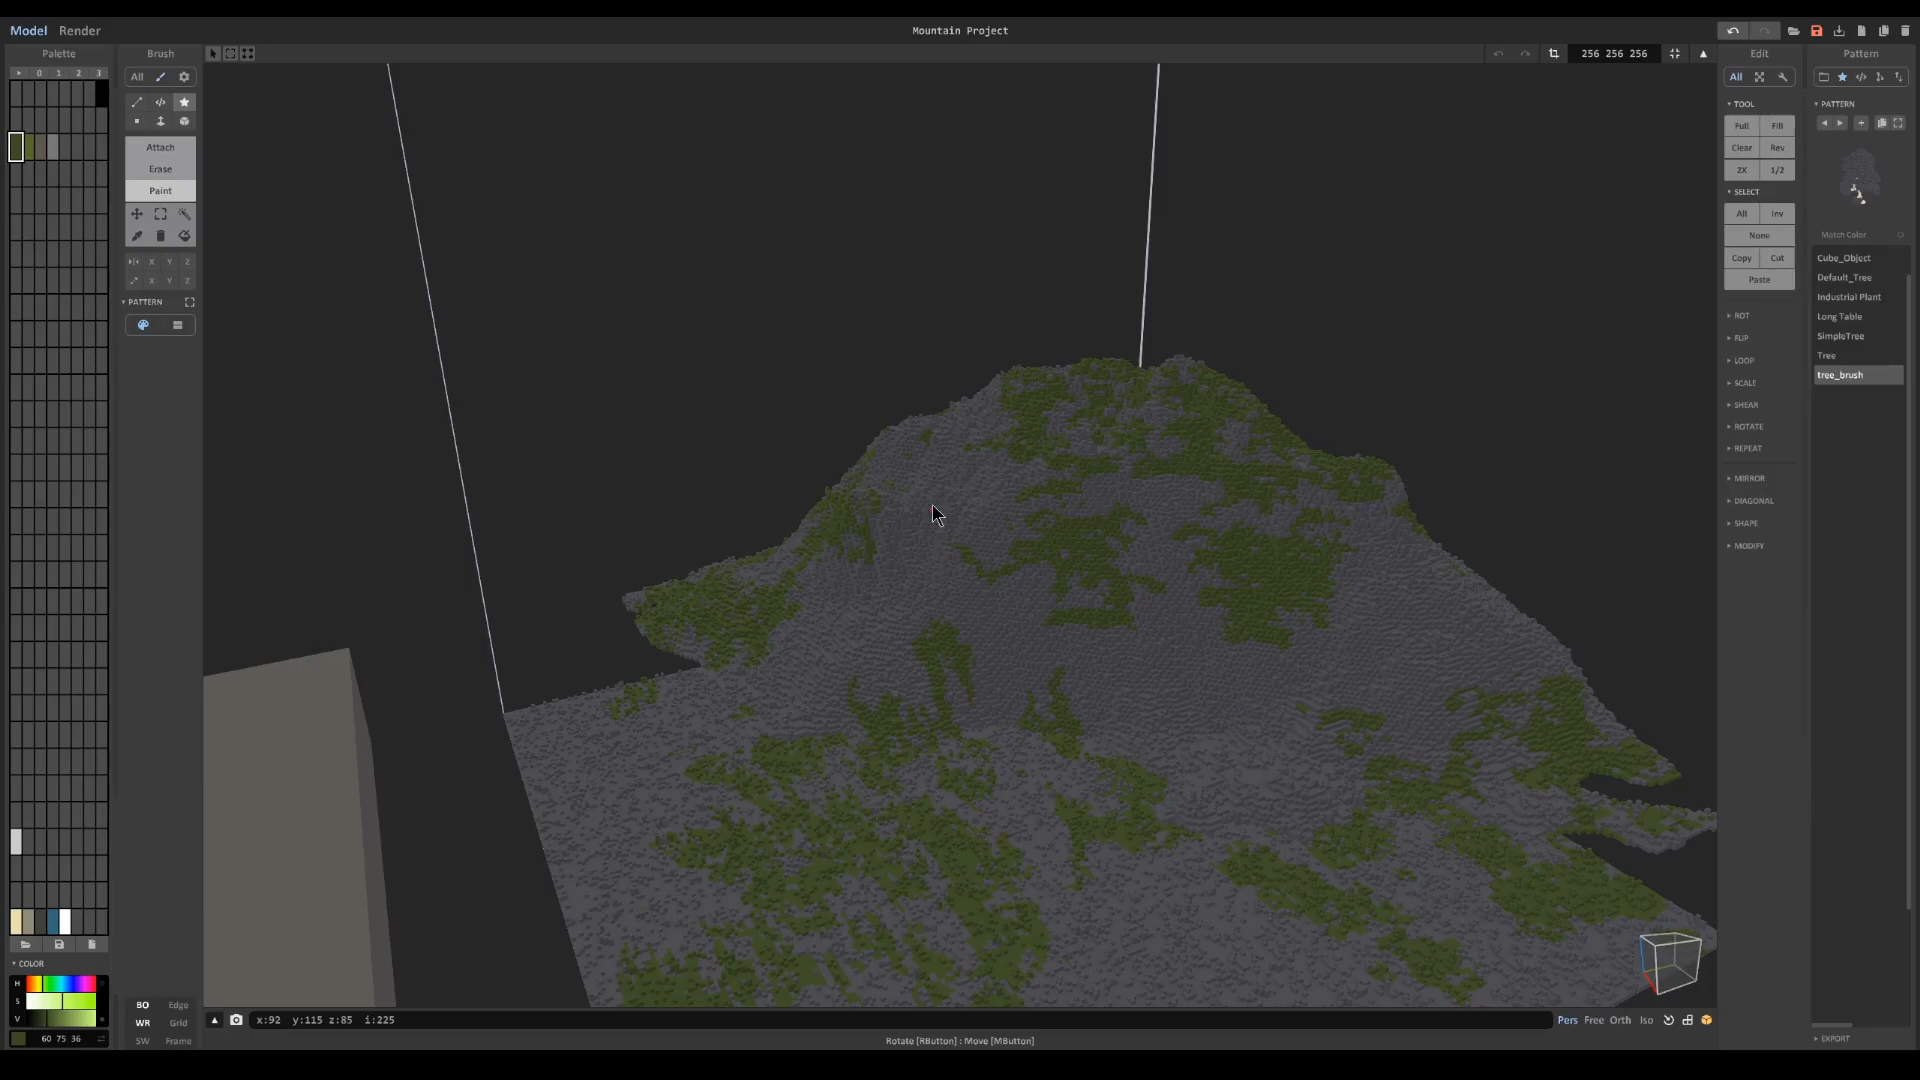 Model Render
Mountain Project
Palette
Brush
256 256 256
Edit
Pattern
0 1 2 3
All
All
TOOL
PATTERN
Full Fill
Clear Rev
2X 1/2
Attach
Erase
Paint
SELECT
All Inv
None
Copy Cut
Paste
Match Color
Cube_Object
Default_Tree
Industrial Plant
Long Table
SimpleTree
Tree
tree_brush
X Y Z
X Y Z
PATTERN
ROT
FLIP
LOOP
SCALE
SHEAR
ROTATE
REPEAT
MIRROR
DIAGONAL
SHAPE
MODIFY
COLOR
H
S
V
60 75 36
BO Edge
WR Grid
SW Frame
x:92 y:115 z:85 i:225
Pers Free Orth Iso
Rotate [RButton] : Move [MButton]
EXPORT